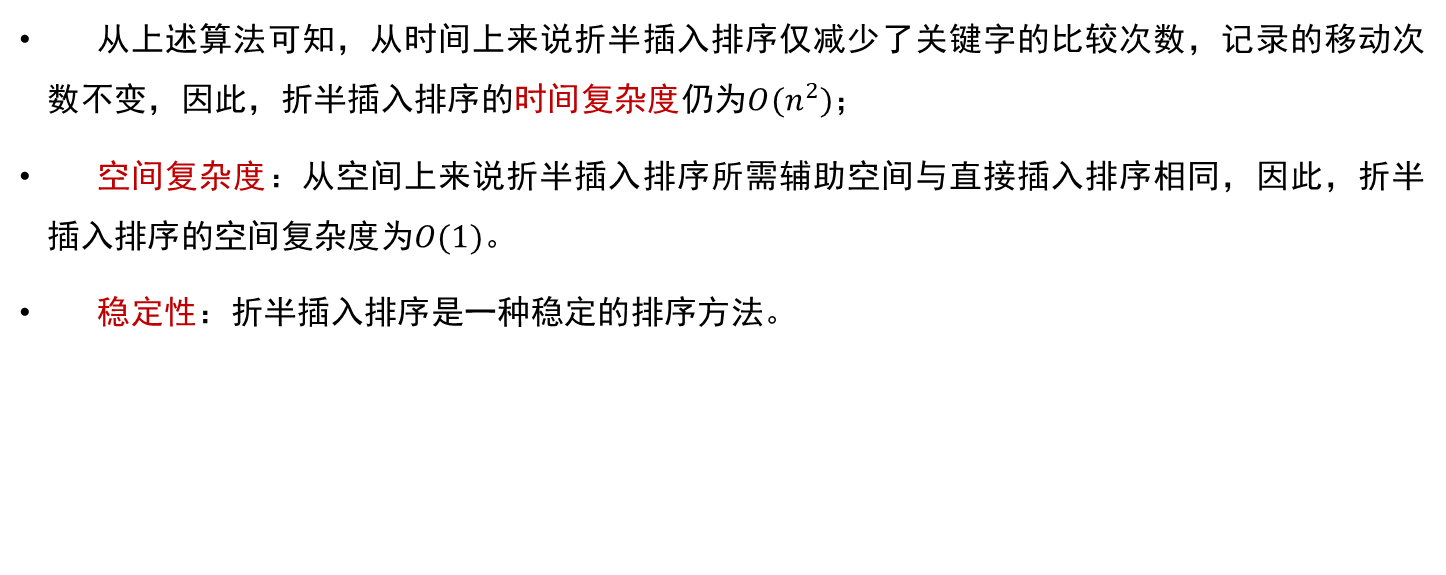 • 从上述算法可知，从时间上来说折半插入排序仅减少了关键字的比较次数，记录的移动次
数不变，因此，折半插入排序的时间复杂度仍为O(n²)；
• 空间复杂度：从空间上来说折半插入排序所需辅助空间与直接插入排序相同，因此，折半
插入排序的空间复杂度为O(1)。
• 稳定性：折半插入排序是一种稳定的排序方法。